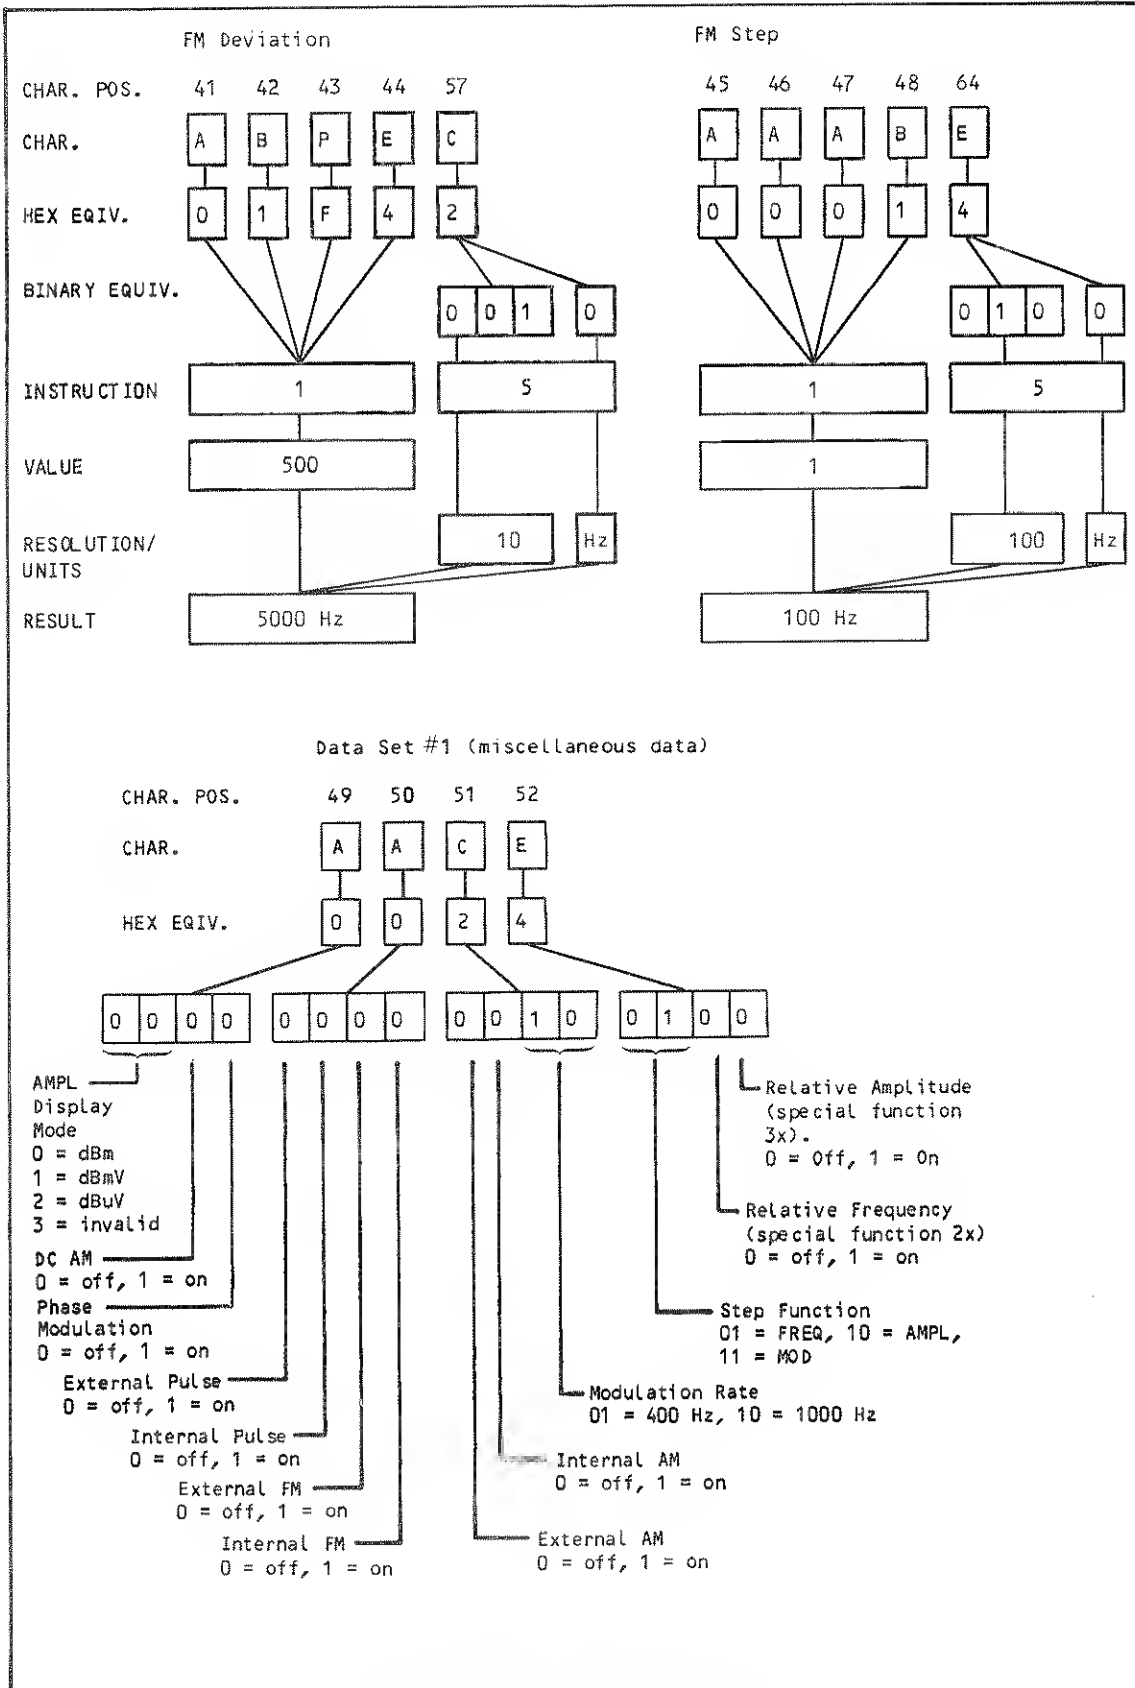 FM Deviation
CHAR. POS. 41 42 43 44 57
CHAR. A B P E C
HEX EQIV. 0 1 F 4 2
BINARY EQUIV. 0 0 1 0
INSTRUCTION 1 5
VALUE 500
RESOLUTION/ 10 Hz
UNITS
RESULT 5000 Hz
FM Step
45 46 47 48 64
A A A B E
0 0 0 1 4
0 1 0 0
1 5
1
100 Hz
100 Hz
Data Set #1 (miscellaneous data)
CHAR. POS. 49 50 51 52
CHAR. A A C E
HEX EQIV. 0 0 2 4
0 0 0 0 0 0 0 0 0 0 1 0 0 1 0 0
AMPL
Display
Mode
0 = dBm
1 = dBmV
2 = dBuV
3 = invalid
DC AM
0 = off, 1 = on
Phase
Modulation
0 = off, 1 = on
External Pulse
0 = off, 1 = on
Internal Pulse
0 = off, 1 = on
External FM
0 = off, 1 = on
Internal FM
0 = off, 1 = on
Relative Amplitude
(special function
3x).
0 = Off, 1 = On
Relative Frequency
(special function 2x)
0 = off, 1 = on
Step Function
01 = FREQ, 10 = AMPL,
11 = MOD
Modulation Rate
01 = 400 Hz, 10 = 1000 Hz
Internal AM
0 = off, 1 = on
External AM
0 = off, 1 = on